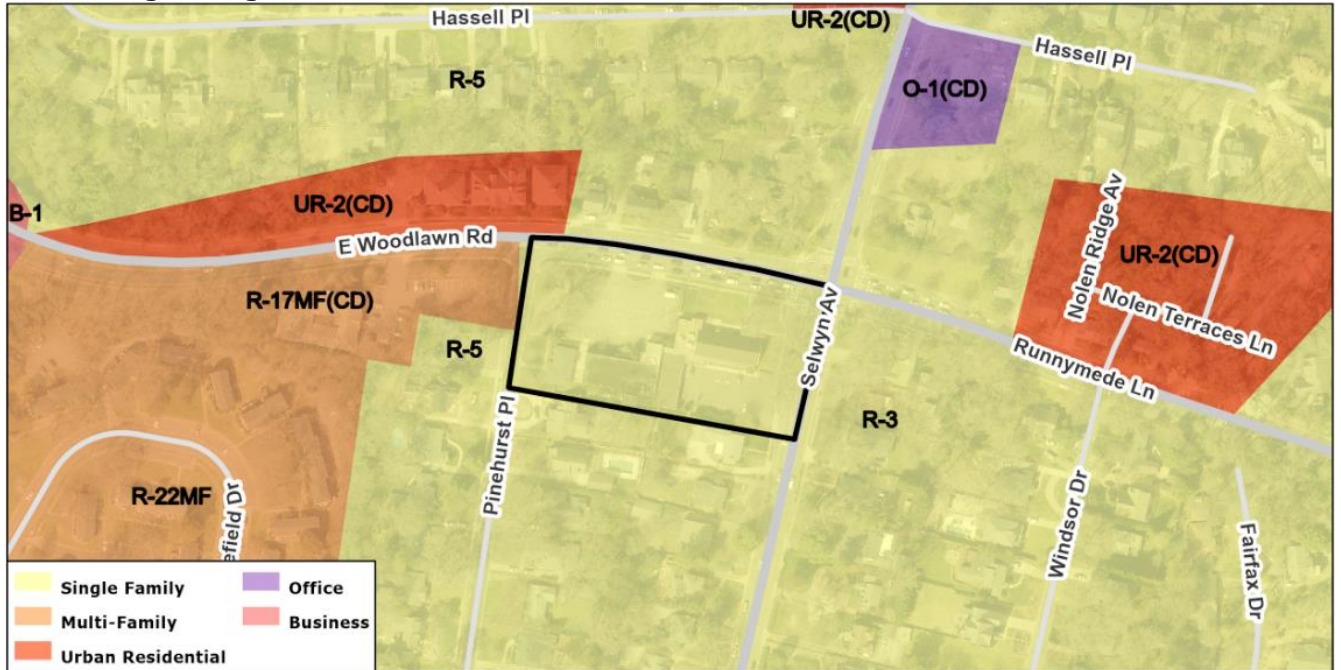 Hassell Pl
UR-2(CD)
Hassell Pl
R-5
O-1(CD)
B-1
UR-2(CD)
E Woodlawn Rd
Nolen Ridge Av
UR-2(CD)
R-17MF(CD)
Nolen Terraces Ln
R-5
Selwyn Av
Runnymede Ln
R-3
Pinehurst Pl
R-22MF
efield Dr
Windsor Dr
Fairfax Dr
Single Family
Office
Multi-Family
Business
Urban Residential